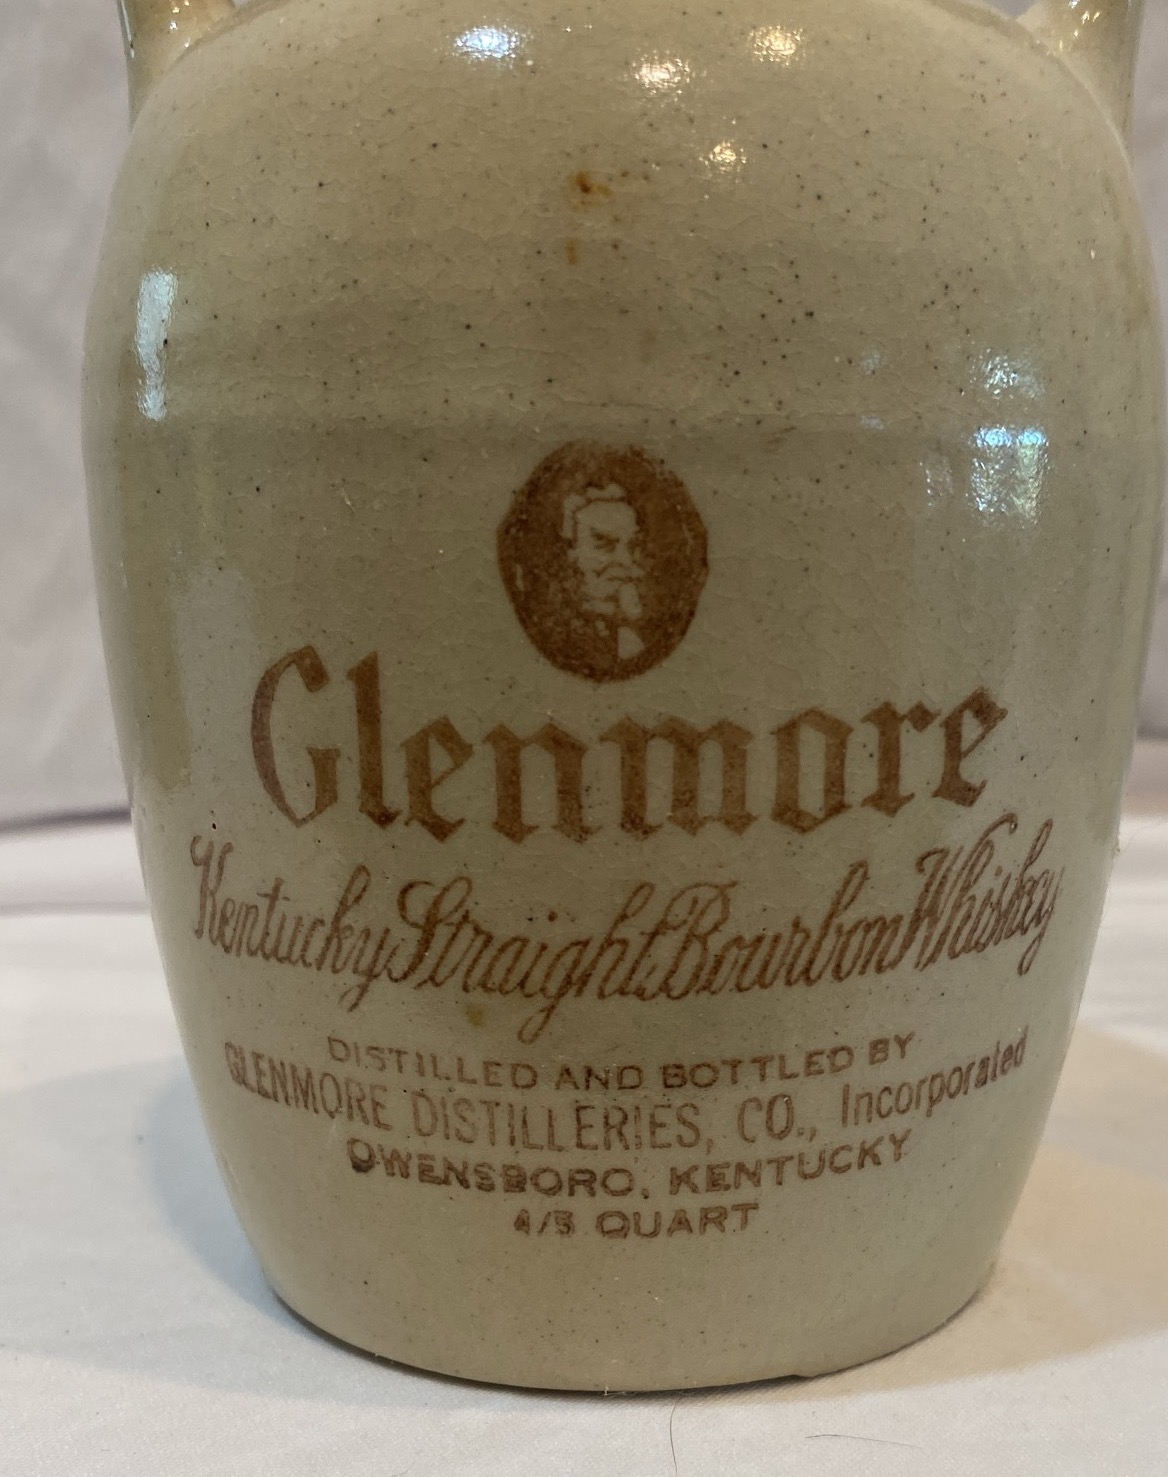 Glenmore
Kentucky Straight Bourbon Whiskey
DISTILLED AND BOTTLED BY
GLENMORE DISTILLERIES, CO., Incorporated
OWENSBORO, KENTUCKY
4/5 QUART